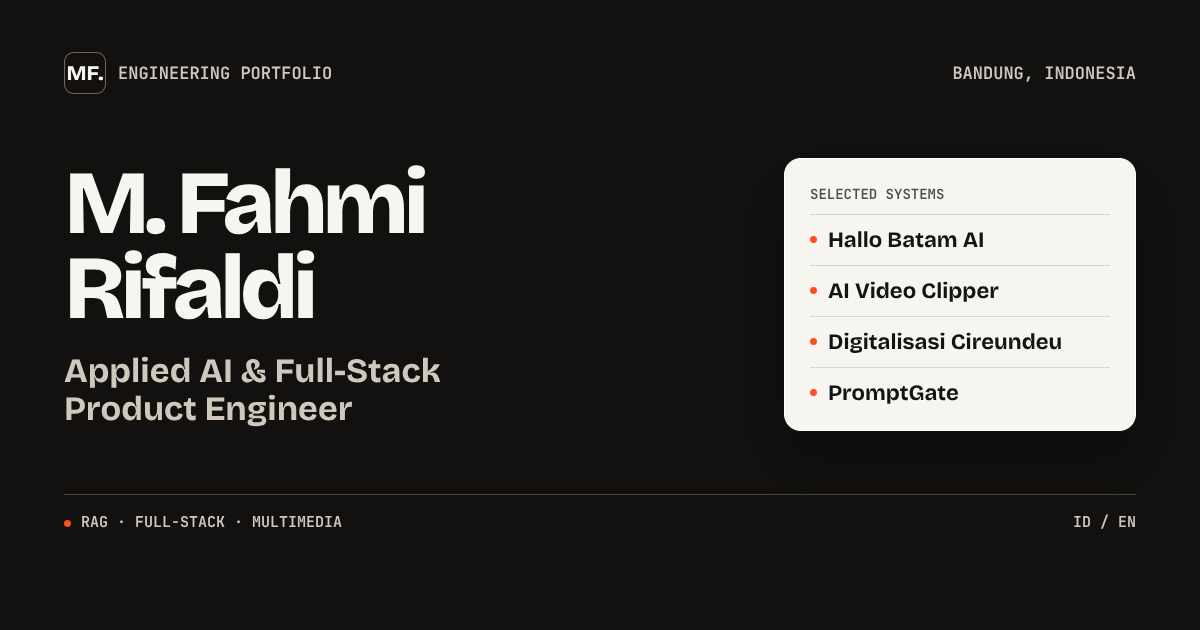 MF. ENGINEERING PORTFOLIO
BANDUNG, INDONESIA
M. Fahmi
Rifaldi
Applied AI & Full-Stack
Product Engineer
SELECTED SYSTEMS
Hallo Batam AI
AI Video Clipper
Digitalisasi Cireundeu
PromptGate
RAG · FULL-STACK · MULTIMEDIA
ID / EN